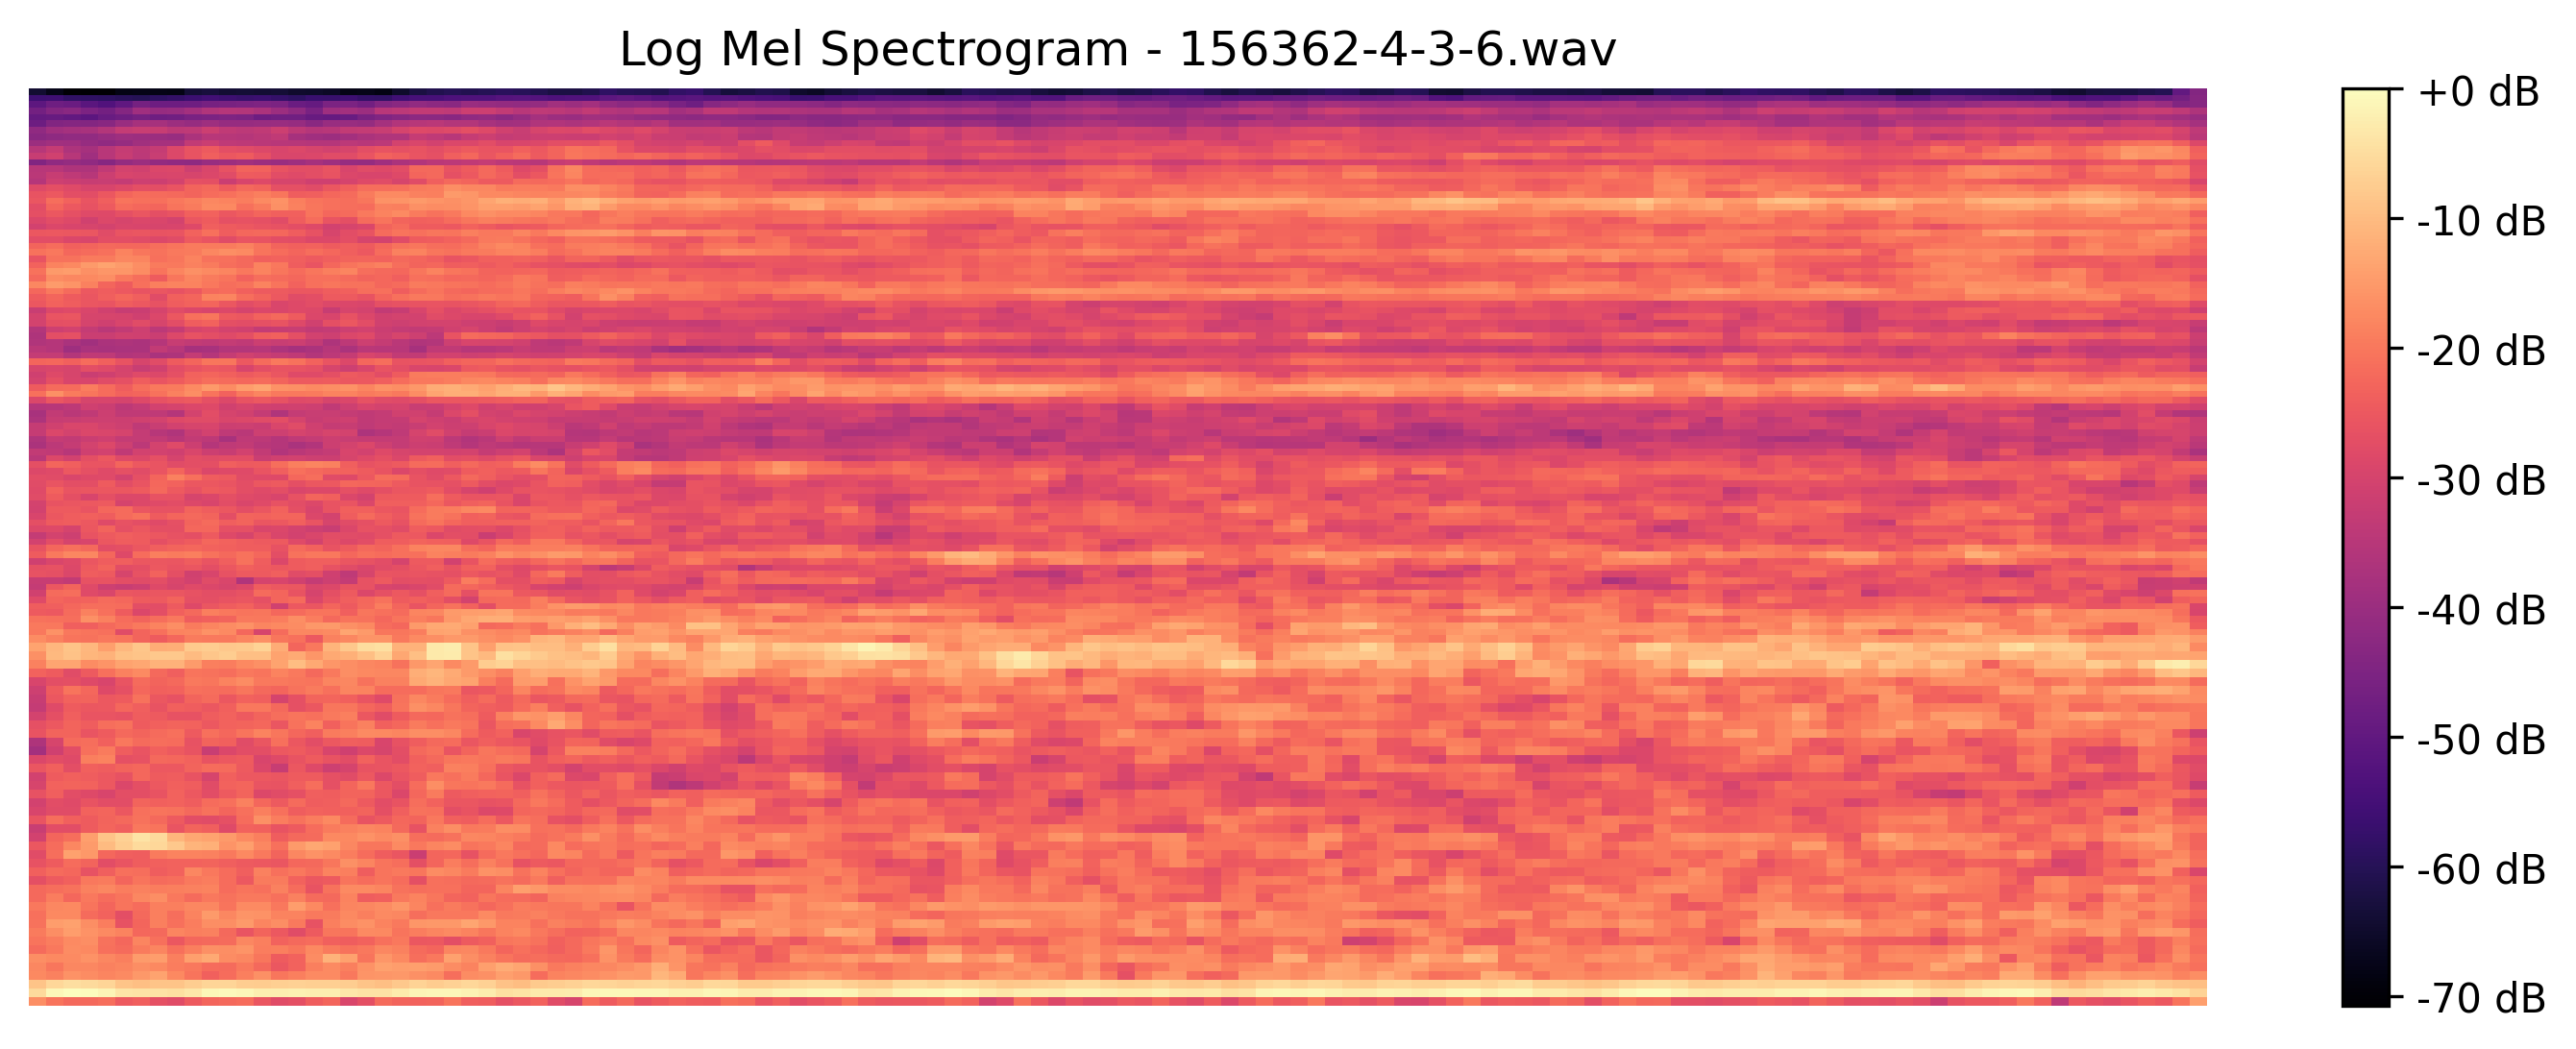 Log Mel Spectrogram - 156362-4-3-6.wav
+0 dB
-10 dB
-20 dB
-30 dB
-40 dB
-50 dB
-60 dB
-70 dB